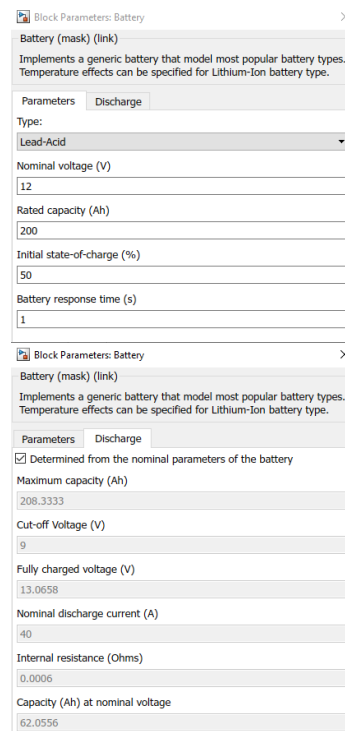 Block Parameters: Battery
Battery (mask) (link)
Implements a generic battery that model most popular battery types.
Temperature effects can be specified for Lithium-Ion battery type.
Parameters Discharge
Type:
Lead-Acid
Nominal voltage (V)
12
Rated capacity (Ah)
200
Initial state-of-charge (%)
50
Battery response time (s)
1
Block Parameters: Battery
Battery (mask) (link)
Implements a generic battery that model most popular battery types.
Temperature effects can be specified for Lithium-Ion battery type.
Parameters Discharge
Determined from the nominal parameters of the battery
Maximum capacity (Ah)
208.3333
Cut-off Voltage (V)
9
Fully charged voltage (V)
13.0658
Nominal discharge current (A)
40
Internal resistance (Ohms)
0.0006
Capacity (Ah) at nominal voltage
62.0556